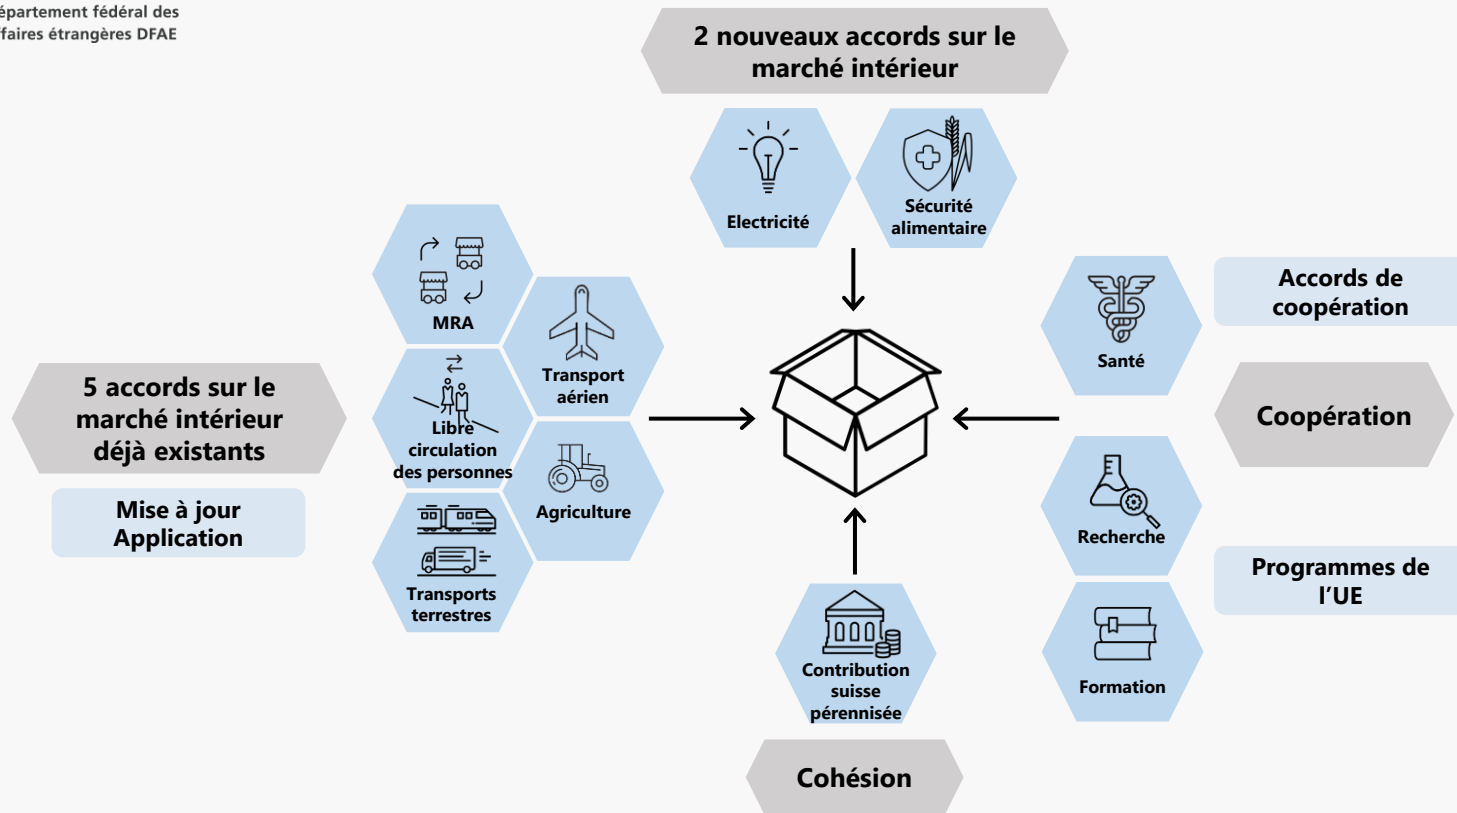 épartement fédéral des
ffaires étrangères DFAE
2 nouveaux accords sur le
marché intérieur
Electricité
Sécurité
alimentaire
MRA
Transport
aérien
Libre
circulation
des personnes
Agriculture
Transports
terrestres
5 accords sur le
marché intérieur
déjà existants
Mise à jour
Application
Santé
Accords de
coopération
Coopération
Recherche
Programmes de
l'UE
Formation
Contribution
suisse
pérennisée
Cohésion